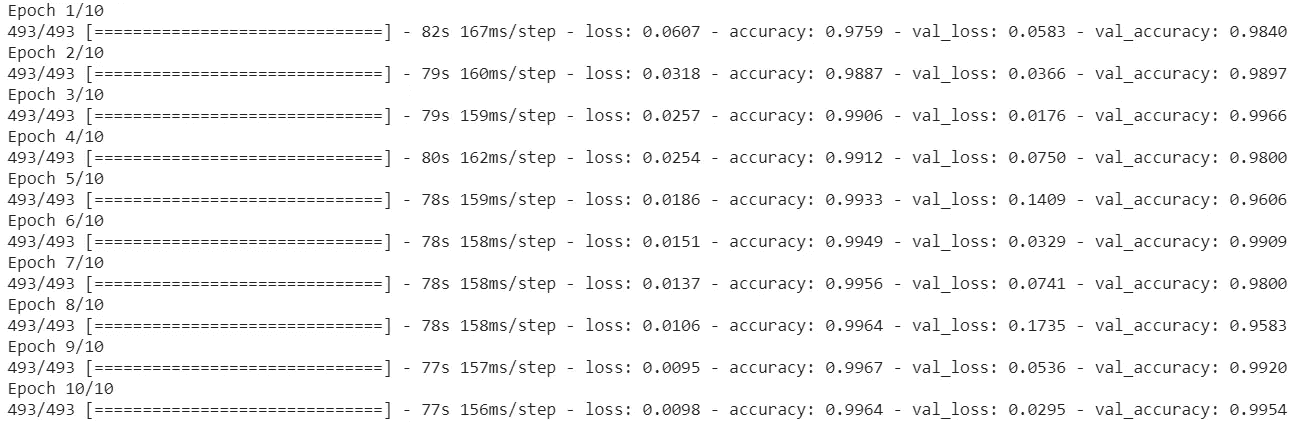 Epoch 1/10
493/493 [==============================] - 82s 167ms/step - loss: 0.0607 - accuracy: 0.9759 - val_loss: 0.0583 - val_accuracy: 0.9840
Epoch 2/10
493/493 [==============================] - 79s 160ms/step - loss: 0.0318 - accuracy: 0.9887 - val_loss: 0.0366 - val_accuracy: 0.9897
Epoch 3/10
493/493 [==============================] - 79s 159ms/step - loss: 0.0257 - accuracy: 0.9906 - val_loss: 0.0176 - val_accuracy: 0.9966
Epoch 4/10
493/493 [==============================] - 80s 162ms/step - loss: 0.0254 - accuracy: 0.9912 - val_loss: 0.0750 - val_accuracy: 0.9800
Epoch 5/10
493/493 [==============================] - 78s 159ms/step - loss: 0.0186 - accuracy: 0.9933 - val_loss: 0.1409 - val_accuracy: 0.9606
Epoch 6/10
493/493 [==============================] - 78s 158ms/step - loss: 0.0151 - accuracy: 0.9949 - val_loss: 0.0329 - val_accuracy: 0.9909
Epoch 7/10
493/493 [==============================] - 78s 158ms/step - loss: 0.0137 - accuracy: 0.9956 - val_loss: 0.0741 - val_accuracy: 0.9800
Epoch 8/10
493/493 [==============================] - 78s 158ms/step - loss: 0.0106 - accuracy: 0.9964 - val_loss: 0.1735 - val_accuracy: 0.9583
Epoch 9/10
493/493 [==============================] - 77s 157ms/step - loss: 0.0095 - accuracy: 0.9967 - val_loss: 0.0536 - val_accuracy: 0.9920
Epoch 10/10
493/493 [==============================] - 77s 156ms/step - loss: 0.0098 - accuracy: 0.9964 - val_loss: 0.0295 - val_accuracy: 0.9954